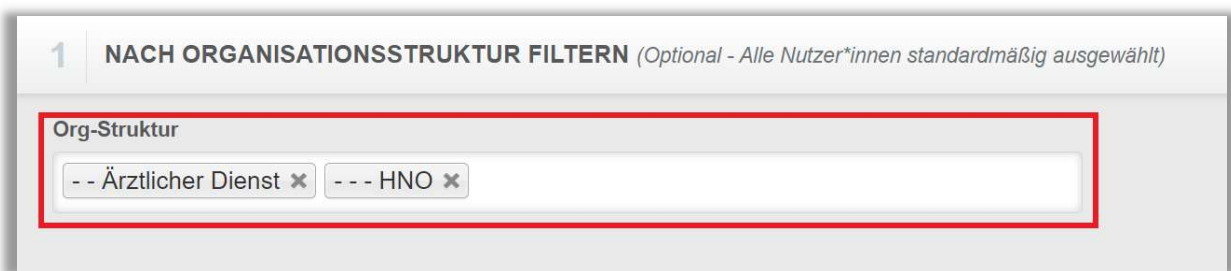 1 NACH ORGANISATIONSSTRUKTUR FILTERN (Optional - Alle Nutzer*innen standardmäßig ausgewählt)
Org-Struktur
- - Ärztlicher Dienst × - - - HNO ×